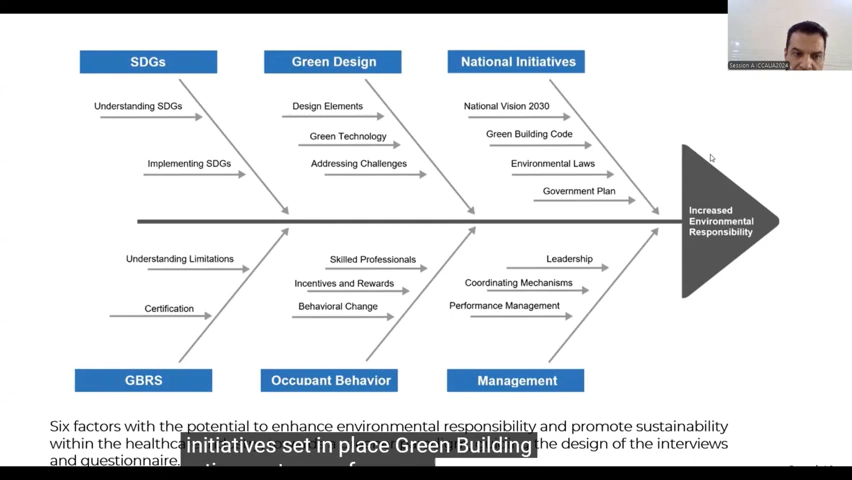 Session A ICCAUA2024
SDGs
Green Design
National Initiatives
Understanding SDGs
Implementing SDGs
Design Elements
Green Technology
Addressing Challenges
National Vision 2030
Green Building Code
Environmental Laws
Government Plan
Increased
Environmental
Responsibility
Understanding Limitations
Certification
Skilled Professionals
Incentives and Rewards
Behavioral Change
Leadership
Coordinating Mechanisms
Performance Management
GBRS
Occupant Behavior
Management
Six factors with the potential to enhance environmental responsibility and promote sustainability
within the the design of the interviews
and questionnaire.
initiatives set in place Green Building